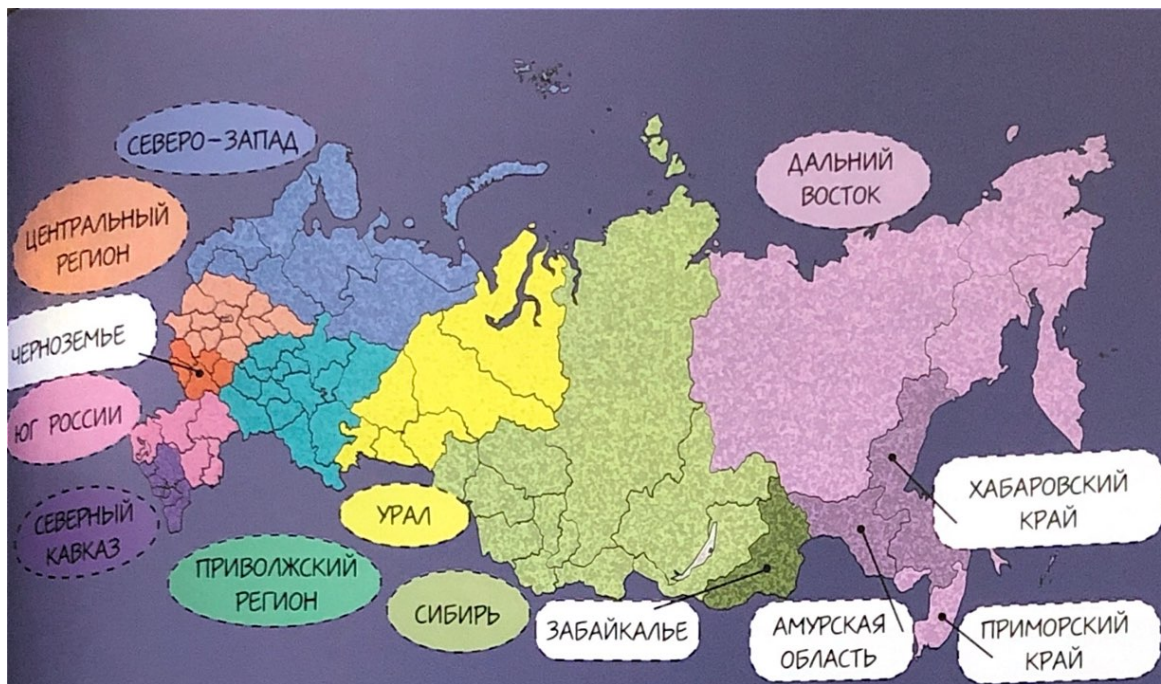 СЕВЕРО-ЗАПАД
ДАЛЬНИЙ
ВОСТОК
ЦЕНТРАЛЬНЫЙ
РЕГИОН
ЧЕРНОЗЕМЬЕ
ЮГ РОССИИ
СЕВЕРНЫЙ
КАВКАЗ
УРАЛ
ПРИВОЛЖСКИЙ
РЕГИОН
СИБИРЬ
ЗАБАЙКАЛЬЕ
АМУРСКАЯ
ОБЛАСТЬ
ХАБАРОВСКИЙ
КРАЙ
ПРИМОРСКИЙ
КРАЙ